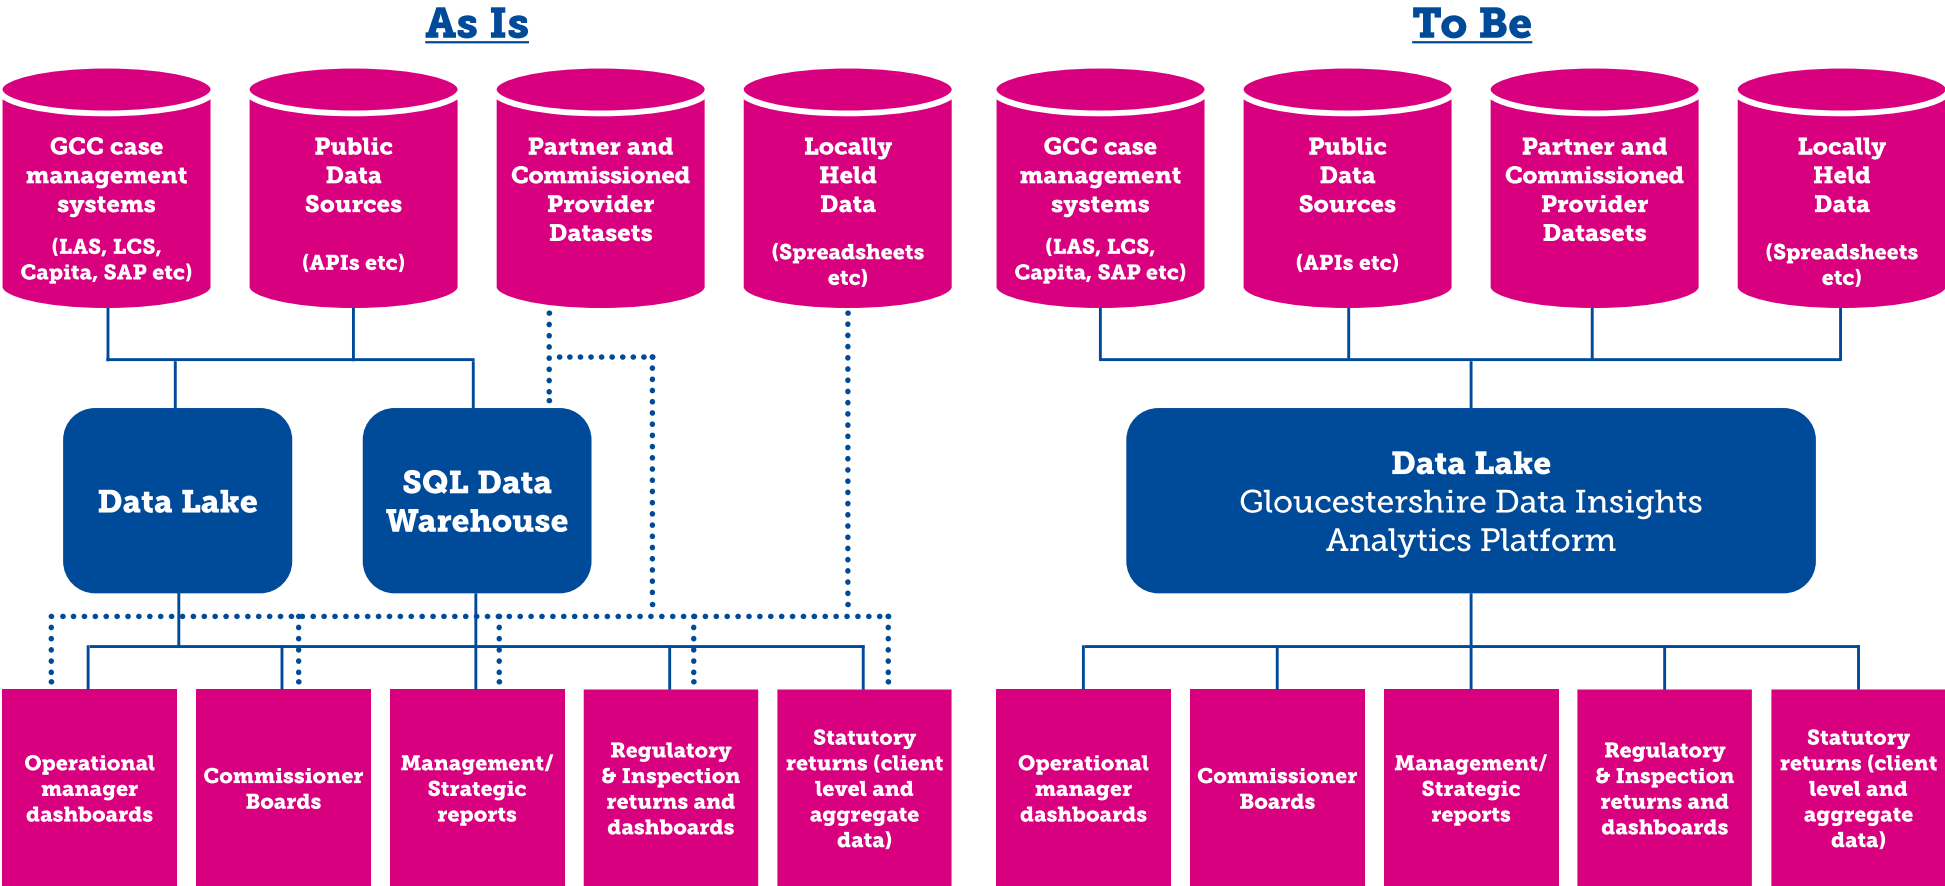 As Is
GCC case
management
systems
(LAS, LCS,
Capita, SAP etc)
Public
Data
Sources
(APIs etc)
Partner and
Commissioned
Provider
Datasets
Locally
Held
Data
(Spreadsheets
etc)
Data Lake
SQL Data
Warehouse
Operational
manager
dashboards
Commissioner
Boards
Management/
Strategic
reports
Regulatory
& Inspection
returns and
dashboards
Statutory
returns (client
level and
aggregate
data)
To Be
GCC case
management
systems
(LAS, LCS,
Capita, SAP etc)
Public
Data
Sources
(APIs etc)
Partner and
Commissioned
Provider
Datasets
Locally
Held
Data
(Spreadsheets
etc)
Data Lake
Gloucestershire Data Insights
Analytics Platform
Operational
manager
dashboards
Commissioner
Boards
Management/
Strategic
reports
Regulatory
& Inspection
returns and
dashboards
Statutory
returns (client
level and
aggregate
data)